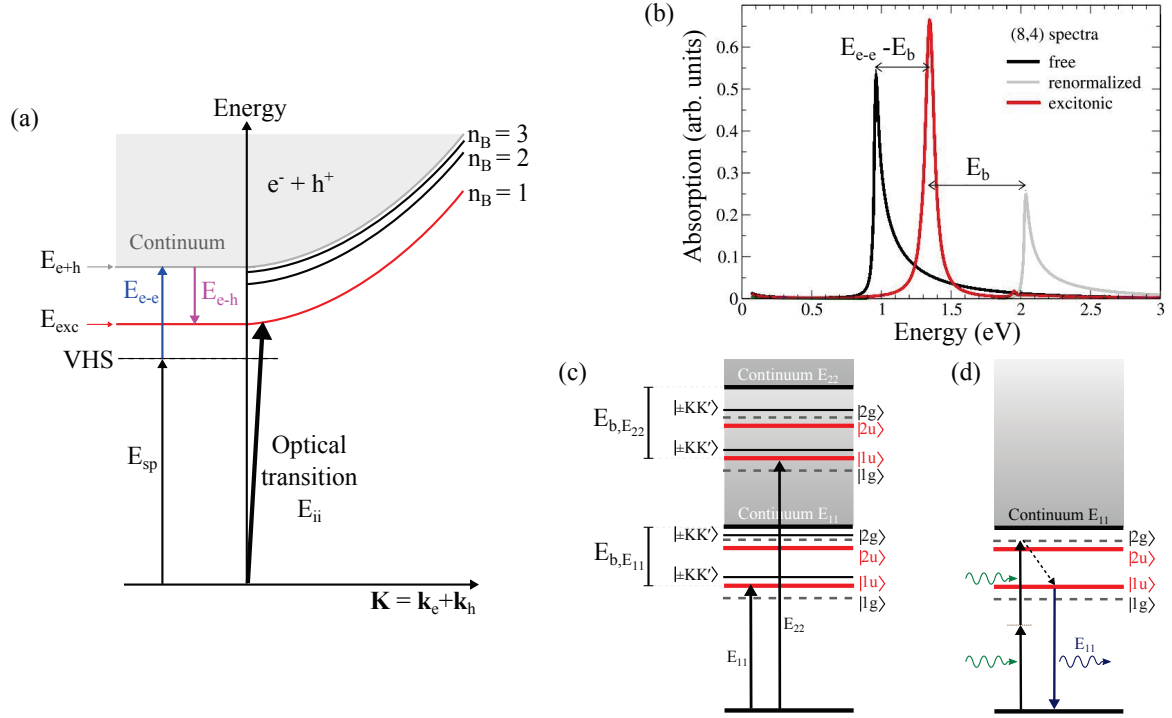 (a)
Energy
n_B = 3
n_B = 2
n_B = 1
e⁻ + h⁺
Continuum
E_e+h
E_e-e
E_e-h
E_exc
VHS
E_sp
Optical
transition
E_ii
K = k_e+k_h
(b)
Absorption (arb. units)
0.6
0.5
0.4
0.3
0.2
0.1
0
0
0.5
1
1.5
2
2.5
3
Energy (eV)
E_e-e -E_b
E_b
(8,4) spectra
free
renormalized
excitonic
(c)
Continuum E_22
E_b,E_22
|±KK′⟩
|2g⟩
|2u⟩
|±KK′⟩
|1u⟩
|1g⟩
Continuum E_11
E_b,E_11
|±KK′⟩
|2g⟩
|2u⟩
|±KK′⟩
|1u⟩
|1g⟩
E_11
E_22
(d)
Continuum E_11
|2g⟩
|2u⟩
|1u⟩
|1g⟩
E_11